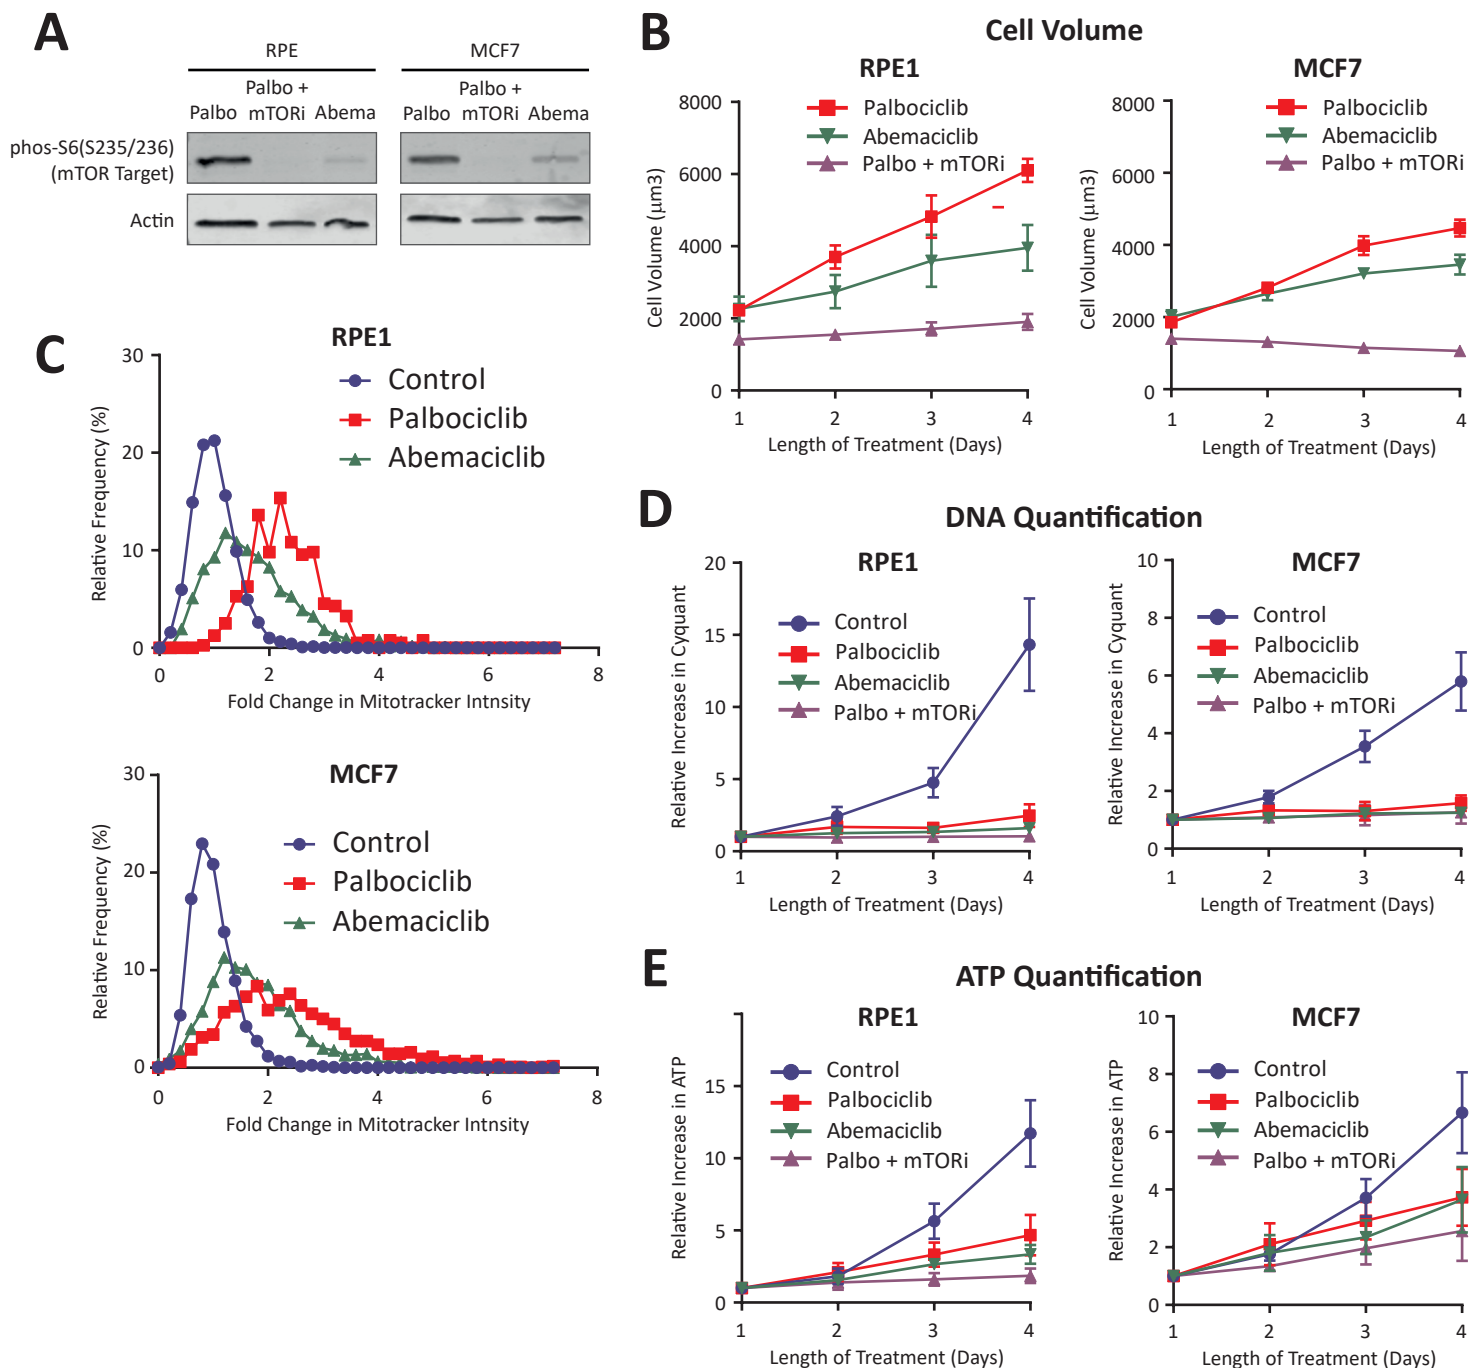 A
RPE
MCF7
Palbo +
Palbo mTORi Abema
Palbo +
Palbo mTORi Abema
phos-S6(S235/236)
(mTOR Target)
Actin
B
Cell Volume
RPE1
Palbociclib
Abemaciclib
Palbo + mTORi
Cell Volume (μm3)
8000
6000
4000
2000
0
1 2 3 4
Length of Treatment (Days)
MCF7
Palbociclib
Abemaciclib
Palbo + mTORi
Cell Volume (μm3)
8000
6000
4000
2000
0
1 2 3 4
Length of Treatment (Days)
C
RPE1
Control
Palbociclib
Abemaciclib
Relative Frequency (%)
30
20
10
0
0 2 4 6 8
Fold Change in Mitotracker Intnsity
MCF7
Control
Palbociclib
Abemaciclib
Relative Frequency (%)
30
20
10
0
0 2 4 6 8
Fold Change in Mitotracker Intnsity
D
DNA Quantification
RPE1
Control
Palbociclib
Abemaciclib
Palbo + mTORi
Relative Increase in Cyquant
20
15
10
5
0
1 2 3 4
Length of Treatment (Days)
MCF7
Control
Palbociclib
Abemaciclib
Palbo + mTORi
Relative Increase in Cyquant
10
8
6
4
2
0
1 2 3 4
Length of Treatment (Days)
E
ATP Quantification
RPE1
Control
Palbociclib
Abemaciclib
Palbo + mTORi
Relative Increase in ATP
15
10
5
0
1 2 3 4
Length of Treatment (Days)
MCF7
Control
Palbociclib
Abemaciclib
Palbo + mTORi
Relative Increase in ATP
10
8
6
4
2
0
1 2 3 4
Length of Treatment (Days)